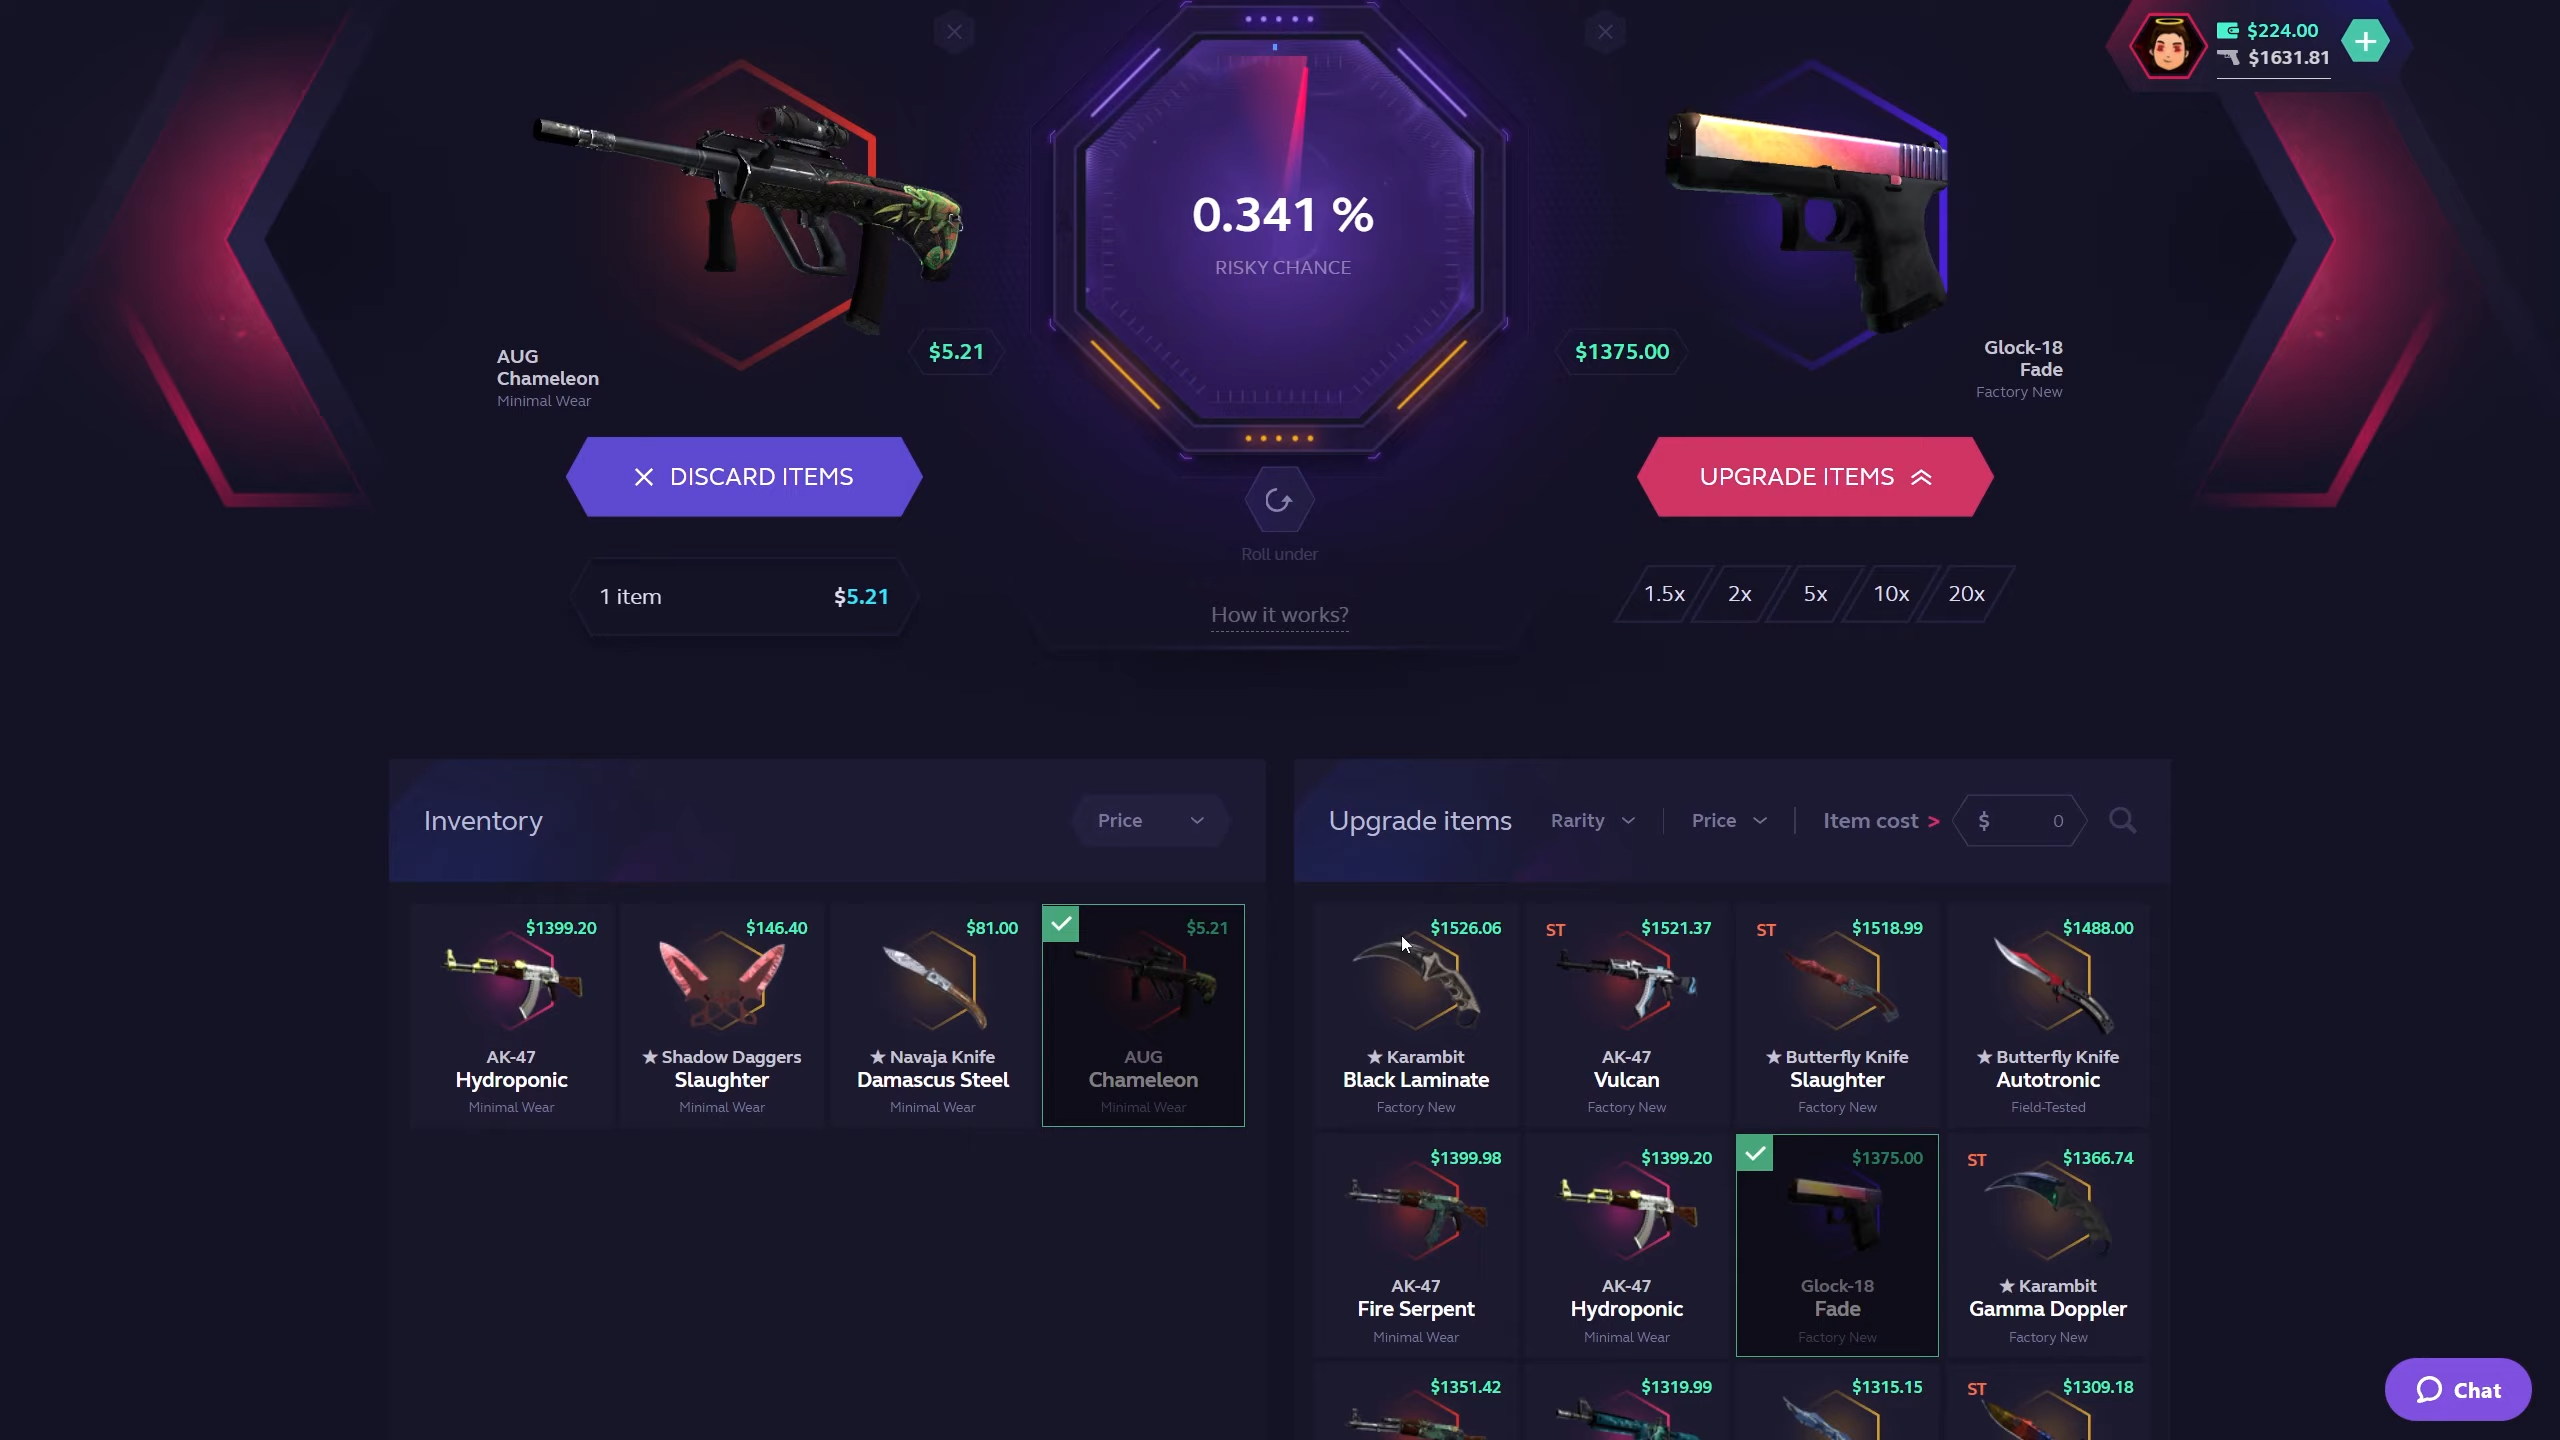 $224.00
$1631.81
0.341 %
RISKY CHANCE
$5.21
$1375.00
AUG
Chameleon
Minimal Wear
Glock-18
Fade
Factory New
DISCARD ITEMS
UPGRADE ITEMS
Roll under
1 item $5.21
1.5x 2x 5x 10x 20x
How it works?
Inventory
Price
Upgrade items Rarity Price Item cost > $ 0
$1399.20
AK-47
Hydroponic
Minimal Wear
$146.40
★ Shadow Daggers
Slaughter
Minimal Wear
$81.00
★ Navaja Knife
Damascus Steel
Minimal Wear
$5.21
AUG
Chameleon
Minimal Wear
$1526.06
★ Karambit
Black Laminate
Factory New
ST $1521.37
AK-47
Vulcan
Factory New
ST $1518.99
★ Butterfly Knife
Slaughter
Factory New
$1488.00
★ Butterfly Knife
Autotronic
Field-Tested
$1399.98
AK-47
Fire Serpent
Minimal Wear
$1399.20
AK-47
Hydroponic
Minimal Wear
$1375.00
Glock-18
Fade
Factory New
ST $1366.74
★ Karambit
Gamma Doppler
Factory New
$1351.42
$1319.99
$1315.15
ST $1309.18
Chat